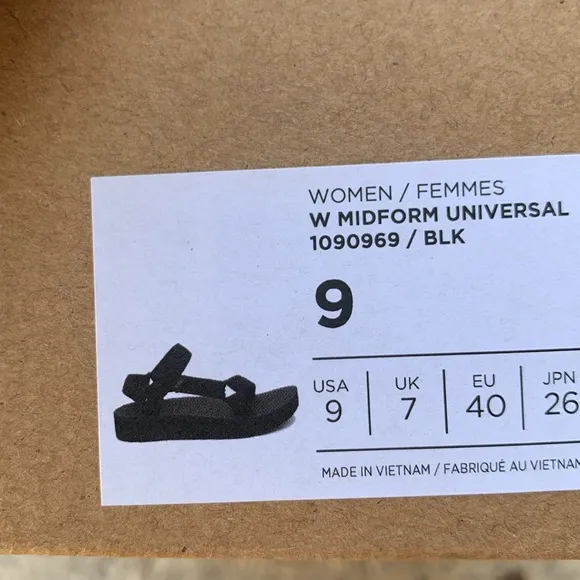 WOMEN / FEMMES
W MIDFORM UNIVERSAL
1090969 / BLK
9
USA UK EU JPN
9 7 40 26
MADE IN VIETNAM / FABRIQUÉ AU VIETNAM